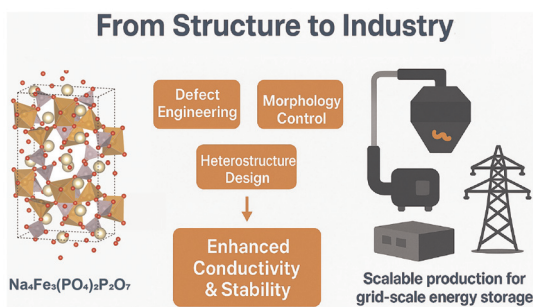 From Structure to Industry
Defect
Engineering
Morphology
Control
Heterostructure
Design
Enhanced
Conductivity
& Stability
Na₄Fe₃(PO₄)₂P₂O₇
Scalable production for
grid-scale energy storage